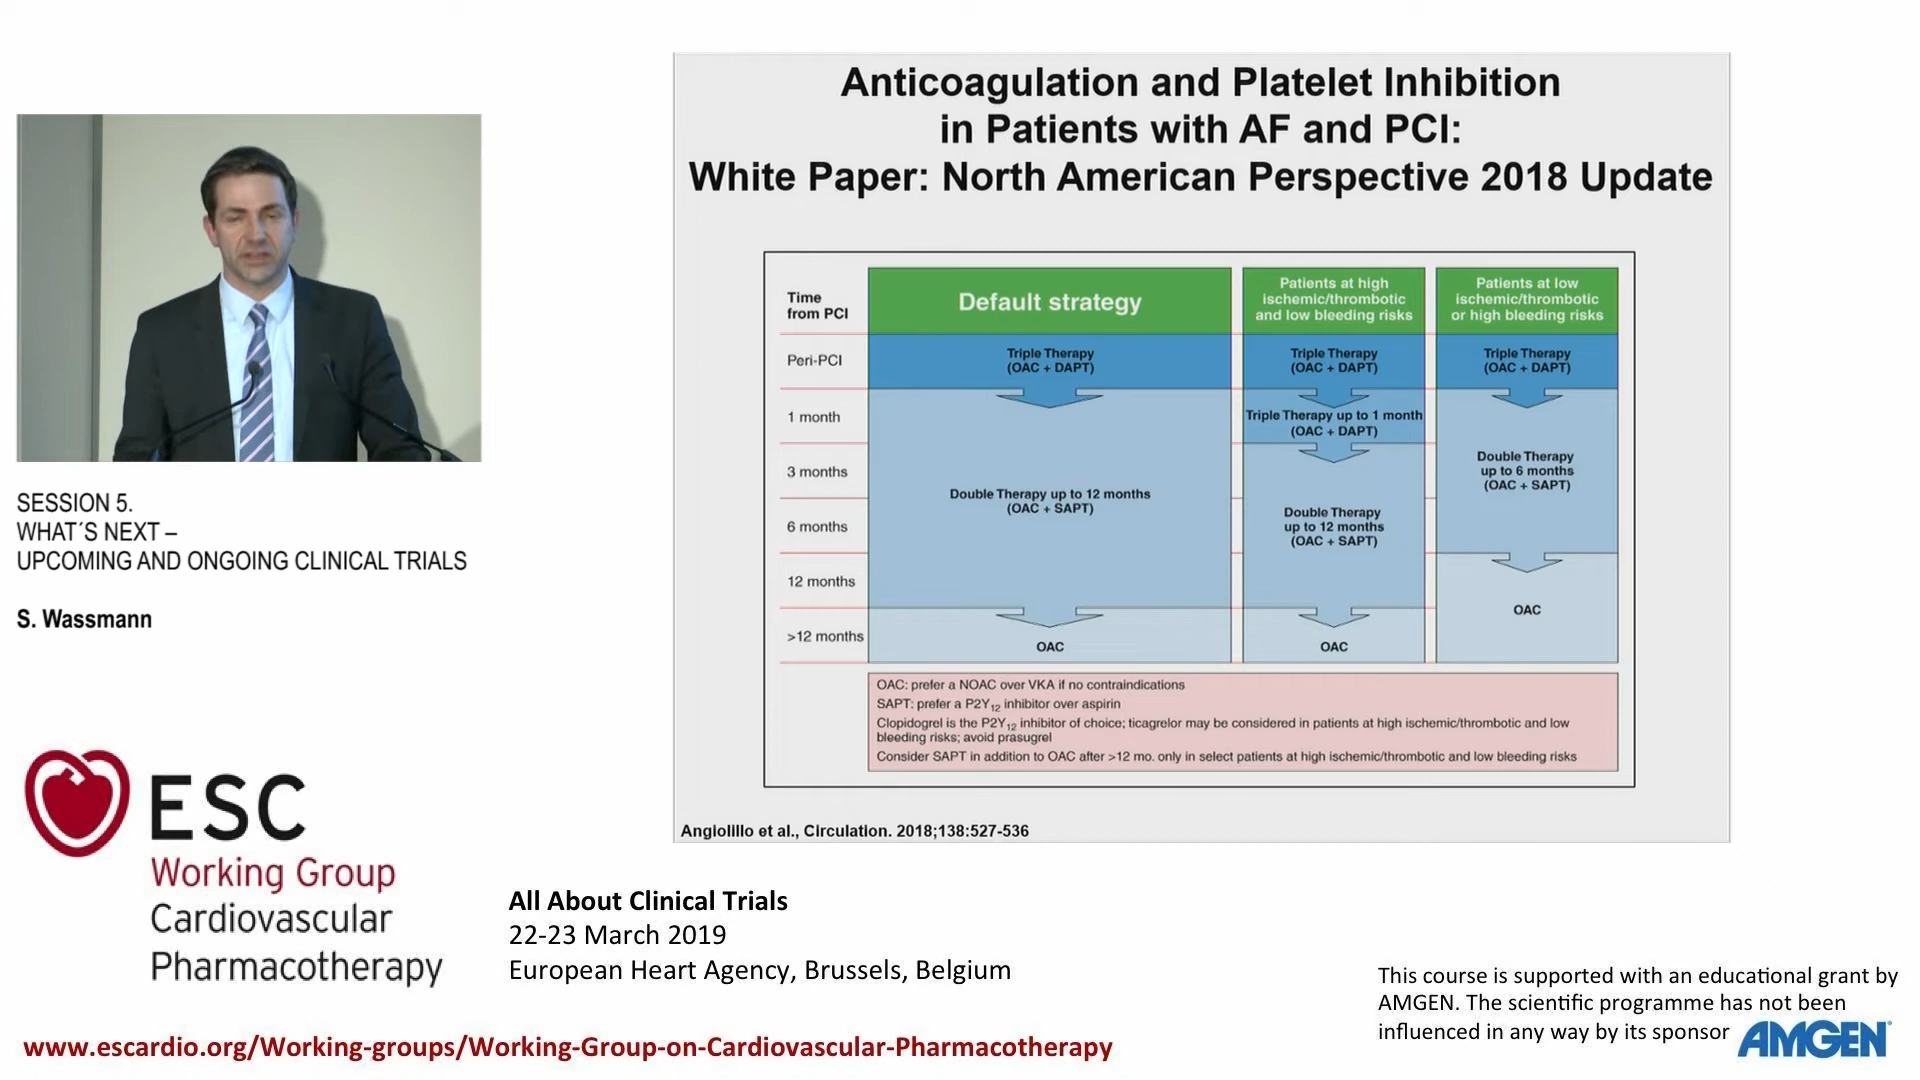 Anticoagulation and Platelet Inhibition
in Patients with AF and PCI:
White Paper: North American Perspective 2018 Update
Time
from PCI
Default strategy
Patients at high
ischemic/thrombotic
and low bleeding risks
Patients at low
ischemic/thrombotic
or high bleeding risks
Peri-PCI
Triple Therapy
(OAC + DAPT)
Triple Therapy
(OAC + DAPT)
Triple Therapy
(OAC + DAPT)
1 month
Triple Therapy up to 1 month
(OAC + DAPT)
3 months
Double Therapy up to 12 months
(OAC + SAPT)
Double Therapy
up to 12 months
(OAC + SAPT)
Double Therapy
up to 6 months
(OAC + SAPT)
6 months
12 months
OAC
>12 months
OAC
OAC
OAC: prefer a NOAC over VKA if no contraindications
SAPT: prefer a P2Y12 inhibitor over aspirin
Clopidogrel is the P2Y12 inhibitor of choice; ticagrelor may be considered in patients at high ischemic/thrombotic and low
bleeding risks; avoid prasugrel
Consider SAPT in addition to OAC after >12 mo. only in select patients at high ischemic/thrombotic and low bleeding risks
Angiolillo et al., Circulation. 2018;138:527-536
SESSION 5.
WHAT´S NEXT –
UPCOMING AND ONGOING CLINICAL TRIALS
S. Wassmann
ESC
Working Group
Cardiovascular
Pharmacotherapy
All About Clinical Trials
22-23 March 2019
European Heart Agency, Brussels, Belgium
This course is supported with an educational grant by
AMGEN. The scientific programme has not been
influenced in any way by its sponsor
AMGEN®
www.escardio.org/Working-groups/Working-Group-on-Cardiovascular-Pharmacotherapy